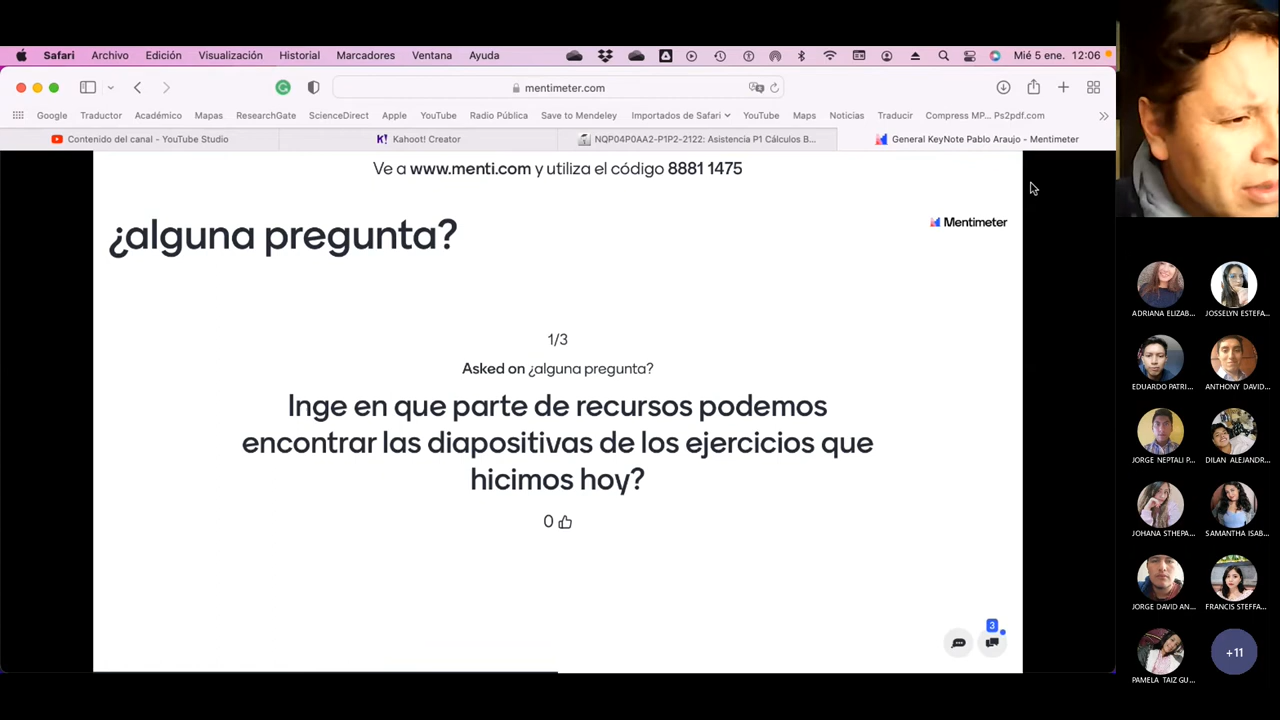 Safari Archivo Edición Visualización Historial Marcadores Ventana Ayuda Mié 5 ene. 12:06
mentimeter.com
Google Traductor Académico Mapas ResearchGate ScienceDirect Apple YouTube Radio Pública Save to Mendeley Importados de Safari YouTube Maps Noticias Traducir Compress MP... Ps2pdf.com
Contenido del canal - YouTube Studio
K! Kahoot! Creator
NQP04P0AA2-P1P2-2122: Asistencia P1 Cálculos B...
General KeyNote Pablo Araujo - Mentimeter
Ve a www.menti.com y utiliza el código 8881 1475
¿alguna pregunta?
Mentimeter
1/3
Asked on ¿alguna pregunta?
Inge en que parte de recursos podemos
encontrar las diapositivas de los ejercicios que
hicimos hoy?
0
3
ADRIANA ELIZAB... JOSSELYN ESTEFA...
EDUARDO PATRI... ANTHONY DAVID...
JORGE NEPTALI P... DILAN ALEJANDR...
JOHANA STHEPA... SAMANTHA ISAB...
JORGE DAVID AN... FRANCIS STEFFA...
PAMELA TAIZ GU...
+11